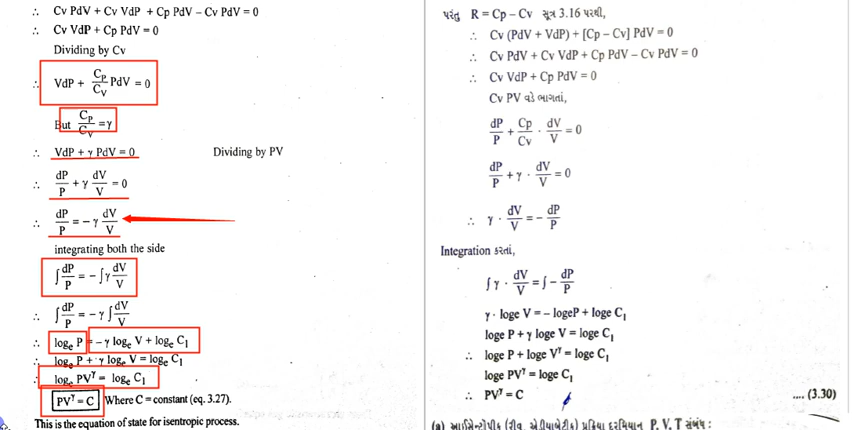 ∴ Cv PdV + Cv VdP + Cp PdV – Cv PdV = 0
∴ Cv VdP + Cp PdV = 0
Dividing by Cv
∴ VdP + Cp/Cv PdV = 0
But Cp/Cv = γ
∴ VdP + γ PdV = 0 Dividing by PV
∴ dP/P + γ dV/V = 0
∴ dP/P = – γ dV/V
integrating both the side
∫ dP/P = – ∫ γ dV/V
∴ ∫ dP/P = – γ ∫ dV/V
∴ logₑ P = – γ logₑ V + logₑ C₁
∴ logₑ P + γ logₑ V = logₑ C₁
∴ logₑ PV^γ = logₑ C₁
∴ PV^γ = C Where C = constant (eq. 3.27).
This is the equation of state for isentropic process.
પરંતુ R = Cp – Cv સૂત્ર 3.16 પરથી,
∴ Cv (PdV + VdP) + [Cp – Cv] PdV = 0
∴ Cv PdV + Cv VdP + Cp PdV – Cv PdV = 0
∴ Cv VdP + Cp PdV = 0
Cv PV વડે ભાગતાં,
dP/P + Cp/Cv · dV/V = 0
dP/P + γ · dV/V = 0
∴ γ · dV/V = – dP/P
Integration કરતાં,
∫ γ · dV/V = ∫ – dP/P
γ · loge V = – logeP + loge C₁
loge P + γ loge V = loge C₁
∴ loge P + loge V^γ = loge C₁
loge PV^γ = loge C₁
∴ PV^γ = C .... (3.30)
P, V, T સંબંધ :